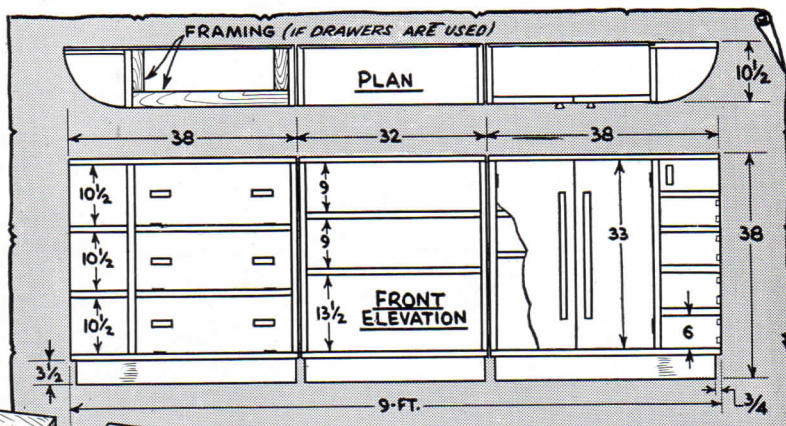 FRAMING (IF DRAWERS ARE USED)
PLAN
10½
38 32 38
10½
10½
10½
9
9
13½
FRONT
ELEVATION
33
6
38
3½
9-FT.
3/4